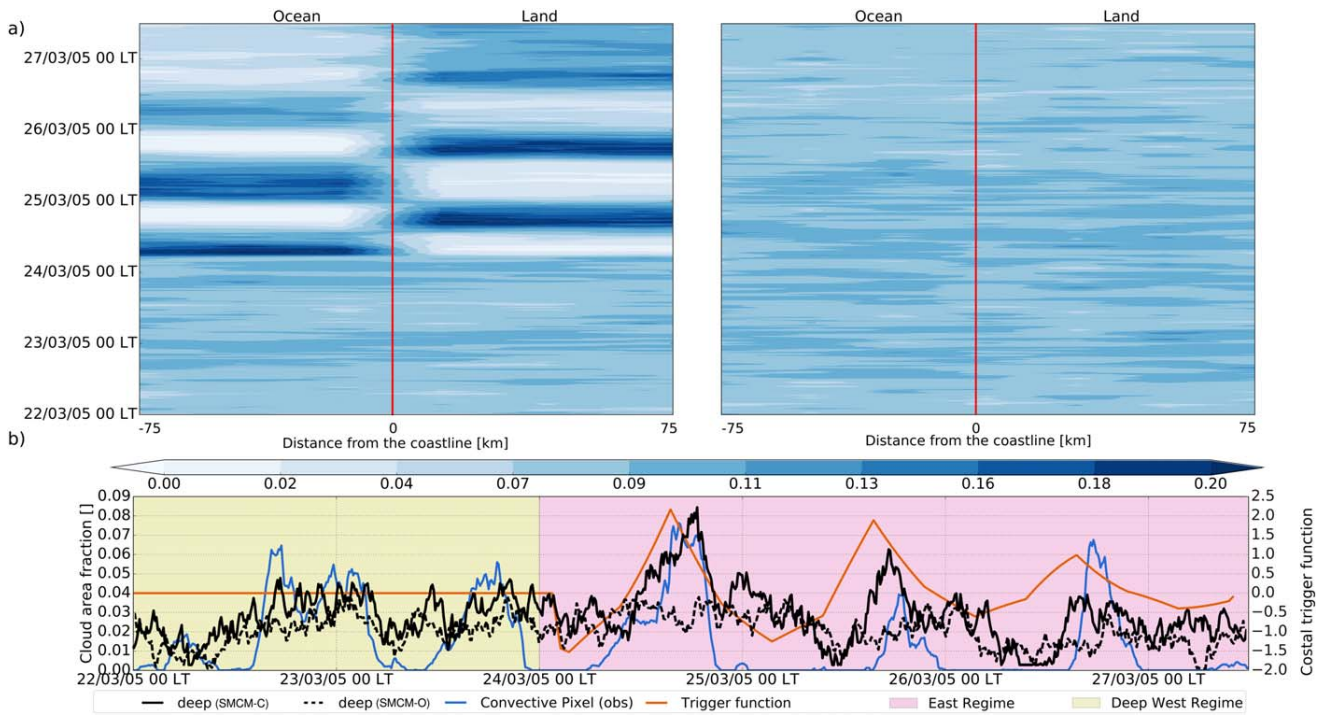 Ocean Land Ocean Land
a)
27/03/05 00 LT
26/03/05 00 LT
25/03/05 00 LT
24/03/05 00 LT
23/03/05 00 LT
22/03/05 00 LT
-75 0 75 -75 0 75
Distance from the coastline [km] Distance from the coastline [km]
b)
0.00 0.02 0.04 0.07 0.09 0.11 0.13 0.16 0.18 0.20
Cloud area fraction []
0.09
0.08
0.07
0.06
0.05
0.04
0.03
0.02
0.01
0.00
2.5
2.0
1.5
1.0
0.5
0.0
−0.5
−1.0
−1.5
−2.0
Costal trigger function
22/03/05 00 LT 23/03/05 00 LT 24/03/05 00 LT 25/03/05 00 LT 26/03/05 00 LT 27/03/05 00 LT
deep (SMCM-C) deep (SMCM-O) Convective Pixel (obs) Trigger function East Regime Deep West Regime